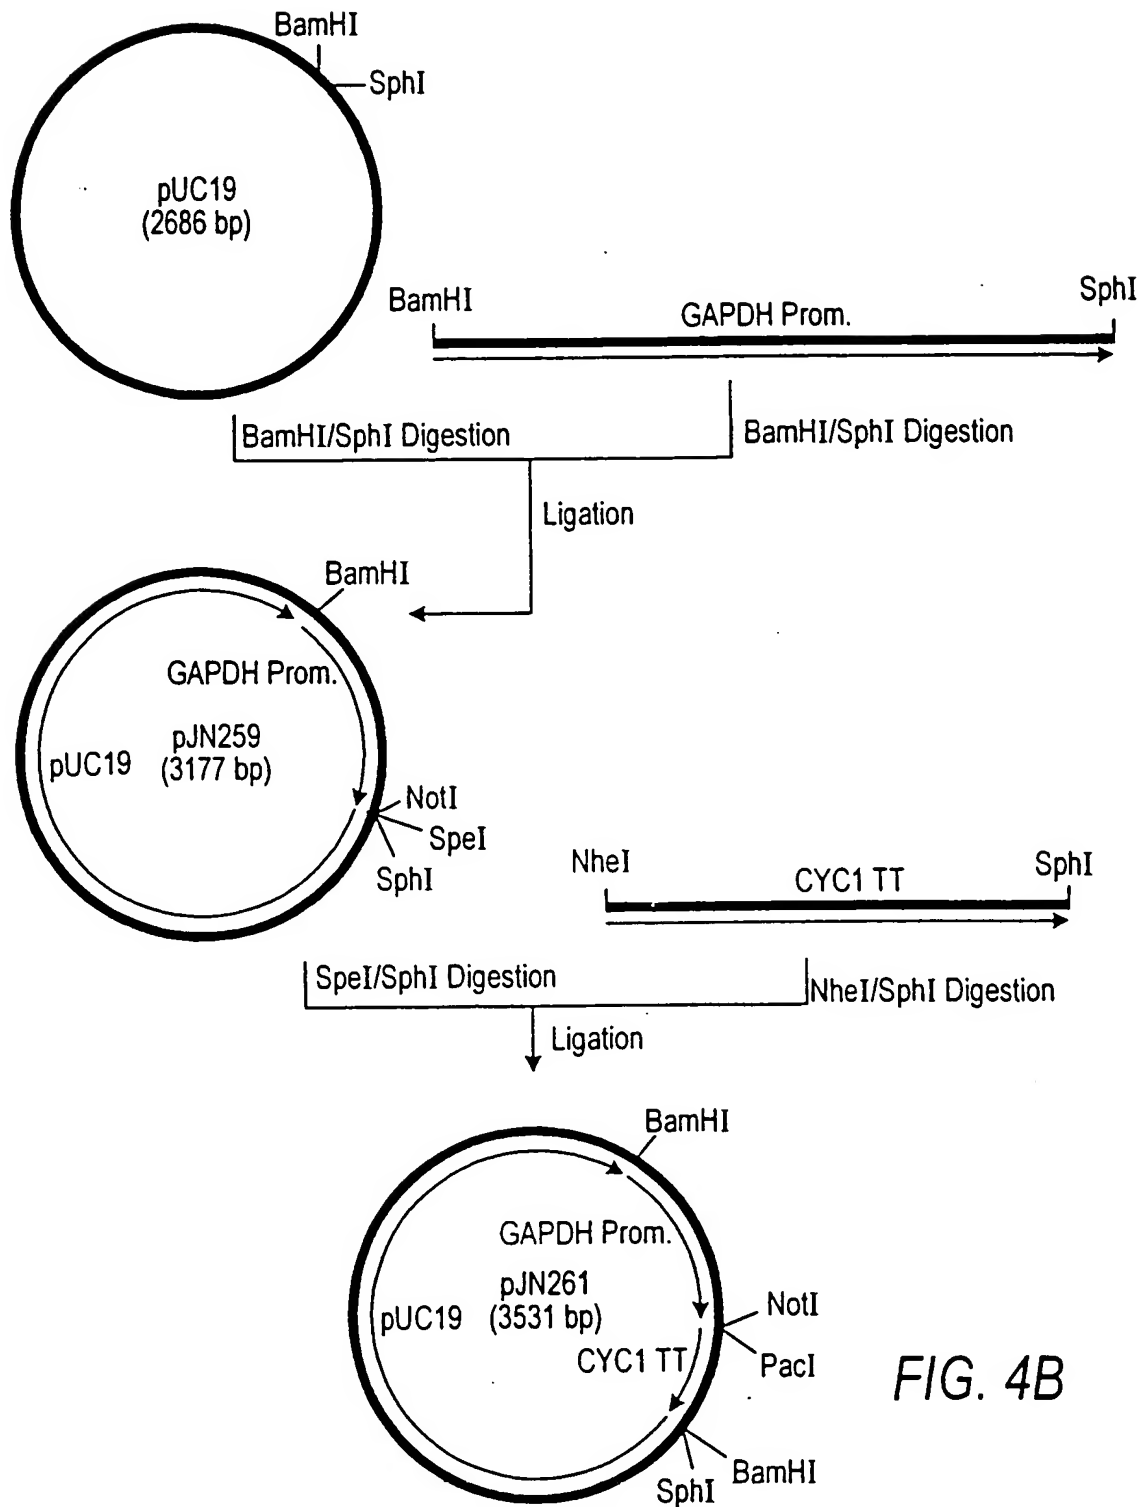 BamHI
SphI
pUC19
(2686 bp)
BamHI
GAPDH Prom.
SphI
BamHI/SphI Digestion
BamHI/SphI Digestion
Ligation
BamHI
GAPDH Prom.
pJN259
pUC19
(3177 bp)
NotI
SpeI
SphI
NheI
CYC1 TT
SphI
SpeI/SphI Digestion
NheI/SphI Digestion
Ligation
BamHI
GAPDH Prom.
pJN261
pUC19
(3531 bp)
NotI
CYC1 TT
PacI
BamHI
SphI
FIG. 4B